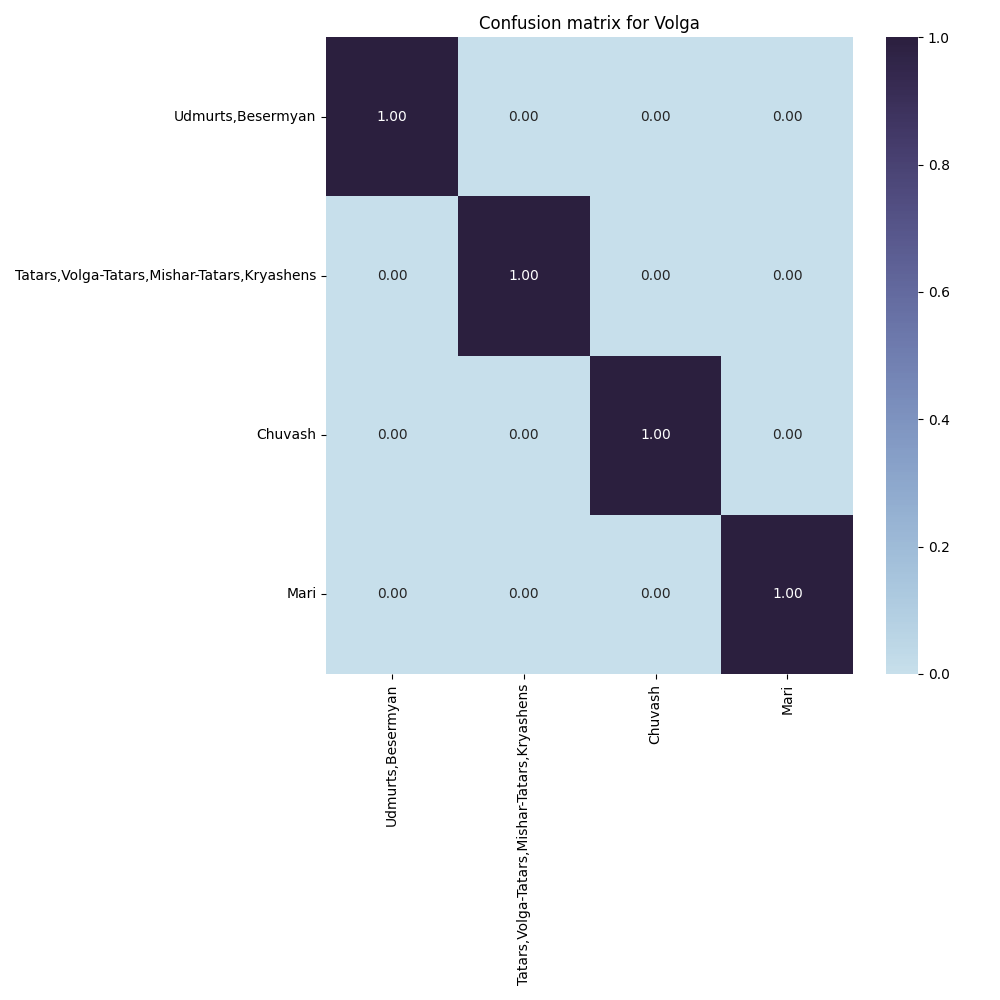 Confusion matrix for Volga
Udmurts,Besermyan
1.00 0.00 0.00 0.00
Tatars,Volga-Tatars,Mishar-Tatars,Kryashens
0.00 1.00 0.00 0.00
Chuvash
0.00 0.00 1.00 0.00
Mari
0.00 0.00 0.00 1.00
Udmurts,Besermyan
Tatars,Volga-Tatars,Mishar-Tatars,Kryashens
Chuvash
Mari
1.0
0.8
0.6
0.4
0.2
0.0